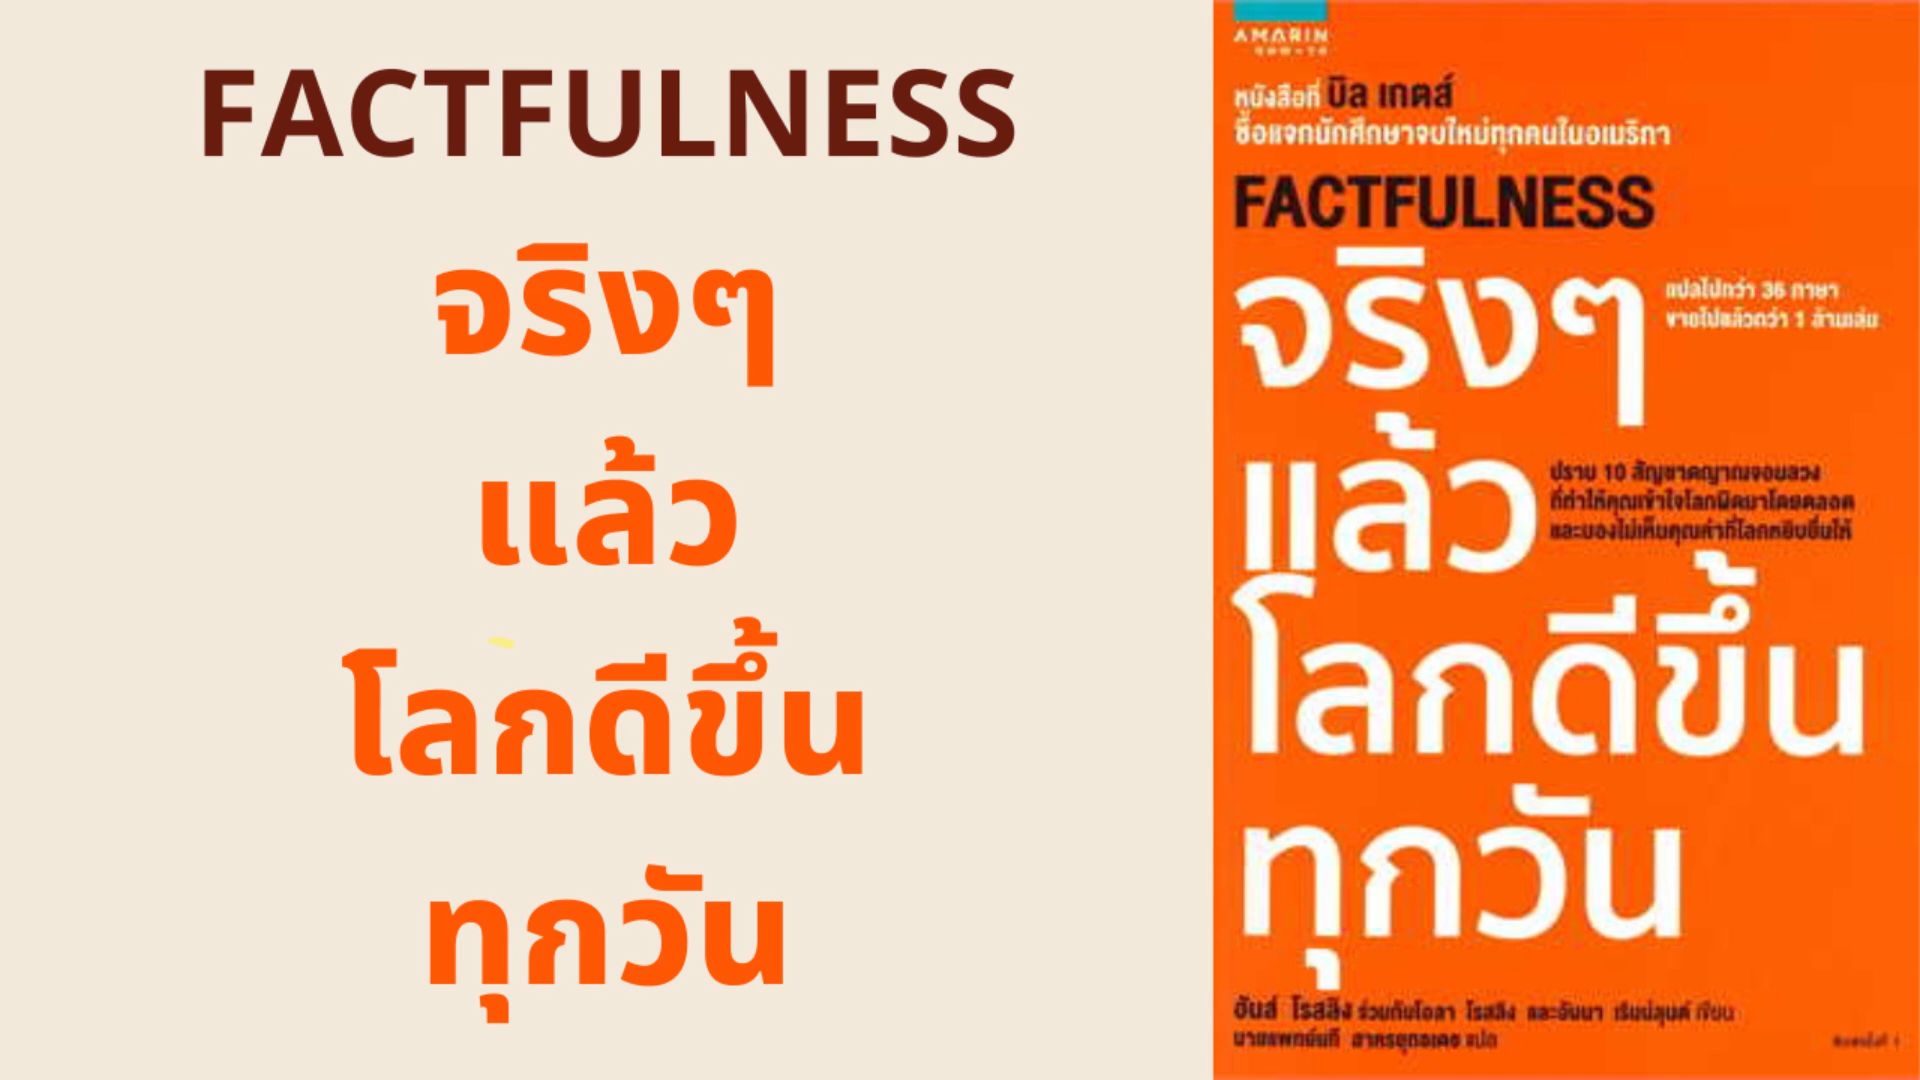 FACTFULNESS
จริงๆ
แล้ว
โลกดีขึ้น
ทุกวัน
AMARIN
HOW-TO
หนังสือที่ บิล เกตส์
ซื้อแจกนักศึกษาจบใหม่ทุกคนในอเมริกา
FACTFULNESS
จริงๆ
แปลไปกว่า 36 ภาษา
ขายไปแล้วกว่า 1 ล้านเล่ม
แล้ว
ปราบ 10 สัญชาตญาณจอมลวง
ที่ทำให้คุณเข้าใจโลกผิดมาโดยตลอด
และมองไม่เห็นคุณค่าที่โลกหยิบยื่นให้
โลกดีขึ้น
ทุกวัน
ฮันส์ โรสลิง ร่วมกับโอลา โรสลิง และอันนา เรินน์ลุนด์ เขียน
นายแพทย์นที สาครยุทธเดช แปล
พิมพ์ครั้งที่ 1